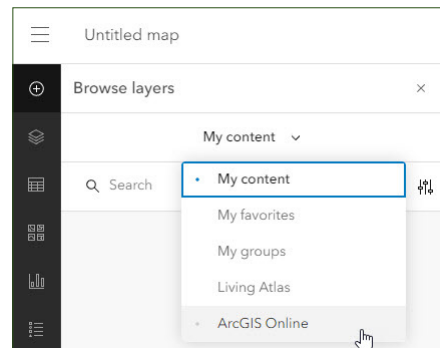 Untitled map
Browse layers
My content
Search
My content
My favorites
My groups
Living Atlas
ArcGIS Online